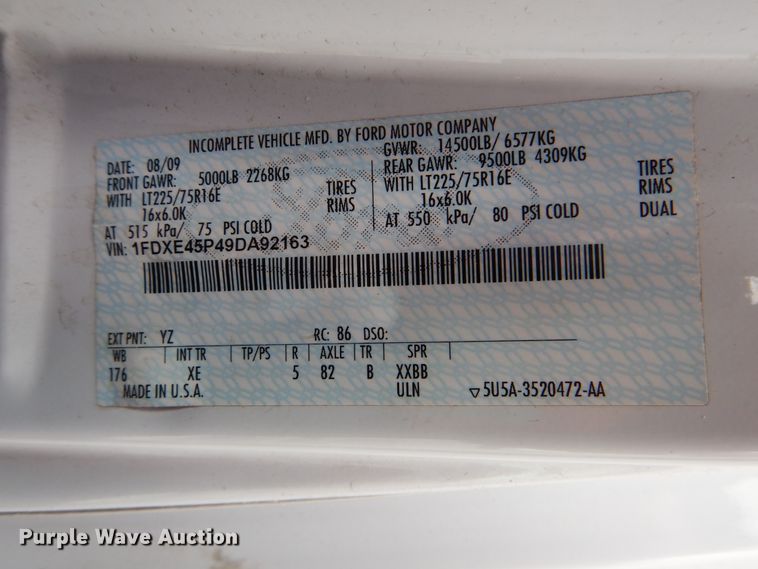 INCOMPLETE VEHICLE MFD. BY FORD MOTOR COMPANY
DATE: 08/09
FRONT GAWR: 5000LB 2268KG
WITH LT225/75R16E TIRES
16x6.0K RIMS
AT 515 kPa/ 75 PSI COLD
GVWR: 14500LB/ 6577KG
REAR GAWR: 9500LB 4309KG
WITH LT225/75R16E TIRES
16x6.0K RIMS
AT 550 kPa/ 80 PSI COLD DUAL
VIN: 1FDXE45P49DA92163
EXT PNT: YZ RC: 86 DSO:
WB INT TR TP/PS R AXLE TR SPR
176 XE 5 82 B XXBB
MADE IN U.S.A. ULN ▽5U5A-3520472-AA
Purple Wave Auction